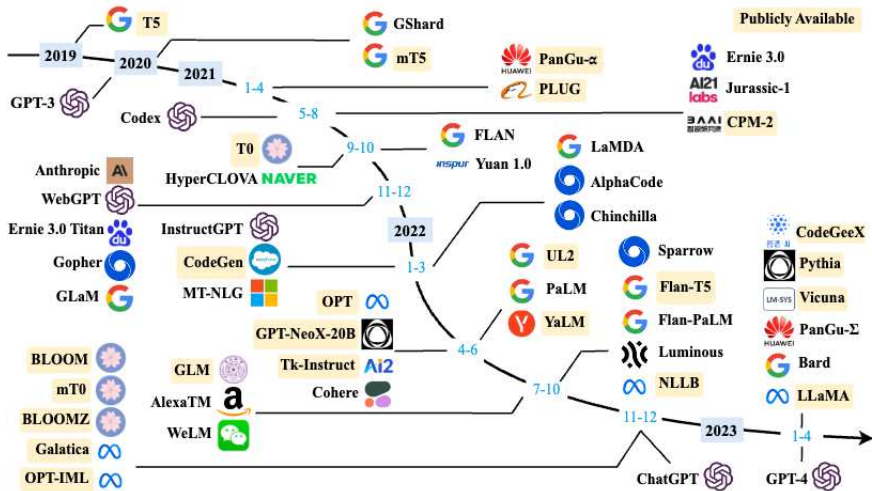 T5
GShard
Publicly Available
2019
2020
2021
mT5
PanGu-α
HUAWEI
Ernie 3.0
du
1-4
PLUG
AI21
labs
Jurassic-1
GPT-3
Codex
5-8
BAAI
CPM-2
T0
9-10
FLAN
LaMDA
HyperCLOVA NAVER
inspur Yuan 1.0
Anthropic
AI
AlphaCode
WebGPT
11-12
Chinchilla
Ernie 3.0 Titan
du
InstructGPT
2022
CodeGeeX
Gopher
CodeGen
1-3
UL2
Sparrow
Pythia
GLaM
MT-NLG
OPT
PaLM
Flan-T5
LM-SYS
Vicuna
GPT-NeoX-20B
YaLM
Flan-PaLM
HUAWEI
PanGu-Σ
BLOOM
GLM
Tk-Instruct
Ai2
4-6
Luminous
Bard
mT0
AlexaTM
a
Cohere
7-10
NLLB
LLaMA
BLOOMZ
WeLM
11-12
2023
1-4
Galatica
OPT-IML
ChatGPT
GPT-4